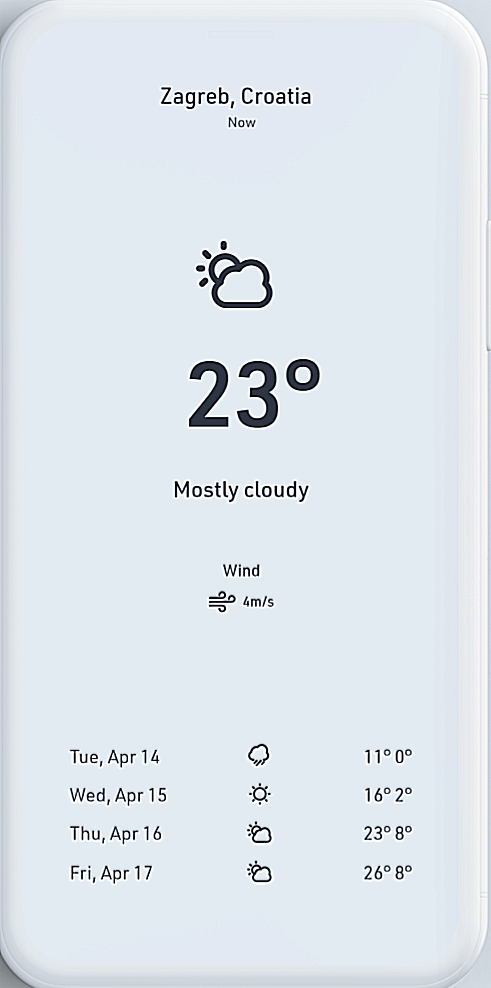 Zagreb, Croatia
Now
23°
Mostly cloudy
Wind
4m/s
Tue, Apr 14 11° 0°
Wed, Apr 15 16° 2°
Thu, Apr 16 23° 8°
Fri, Apr 17 26° 8°